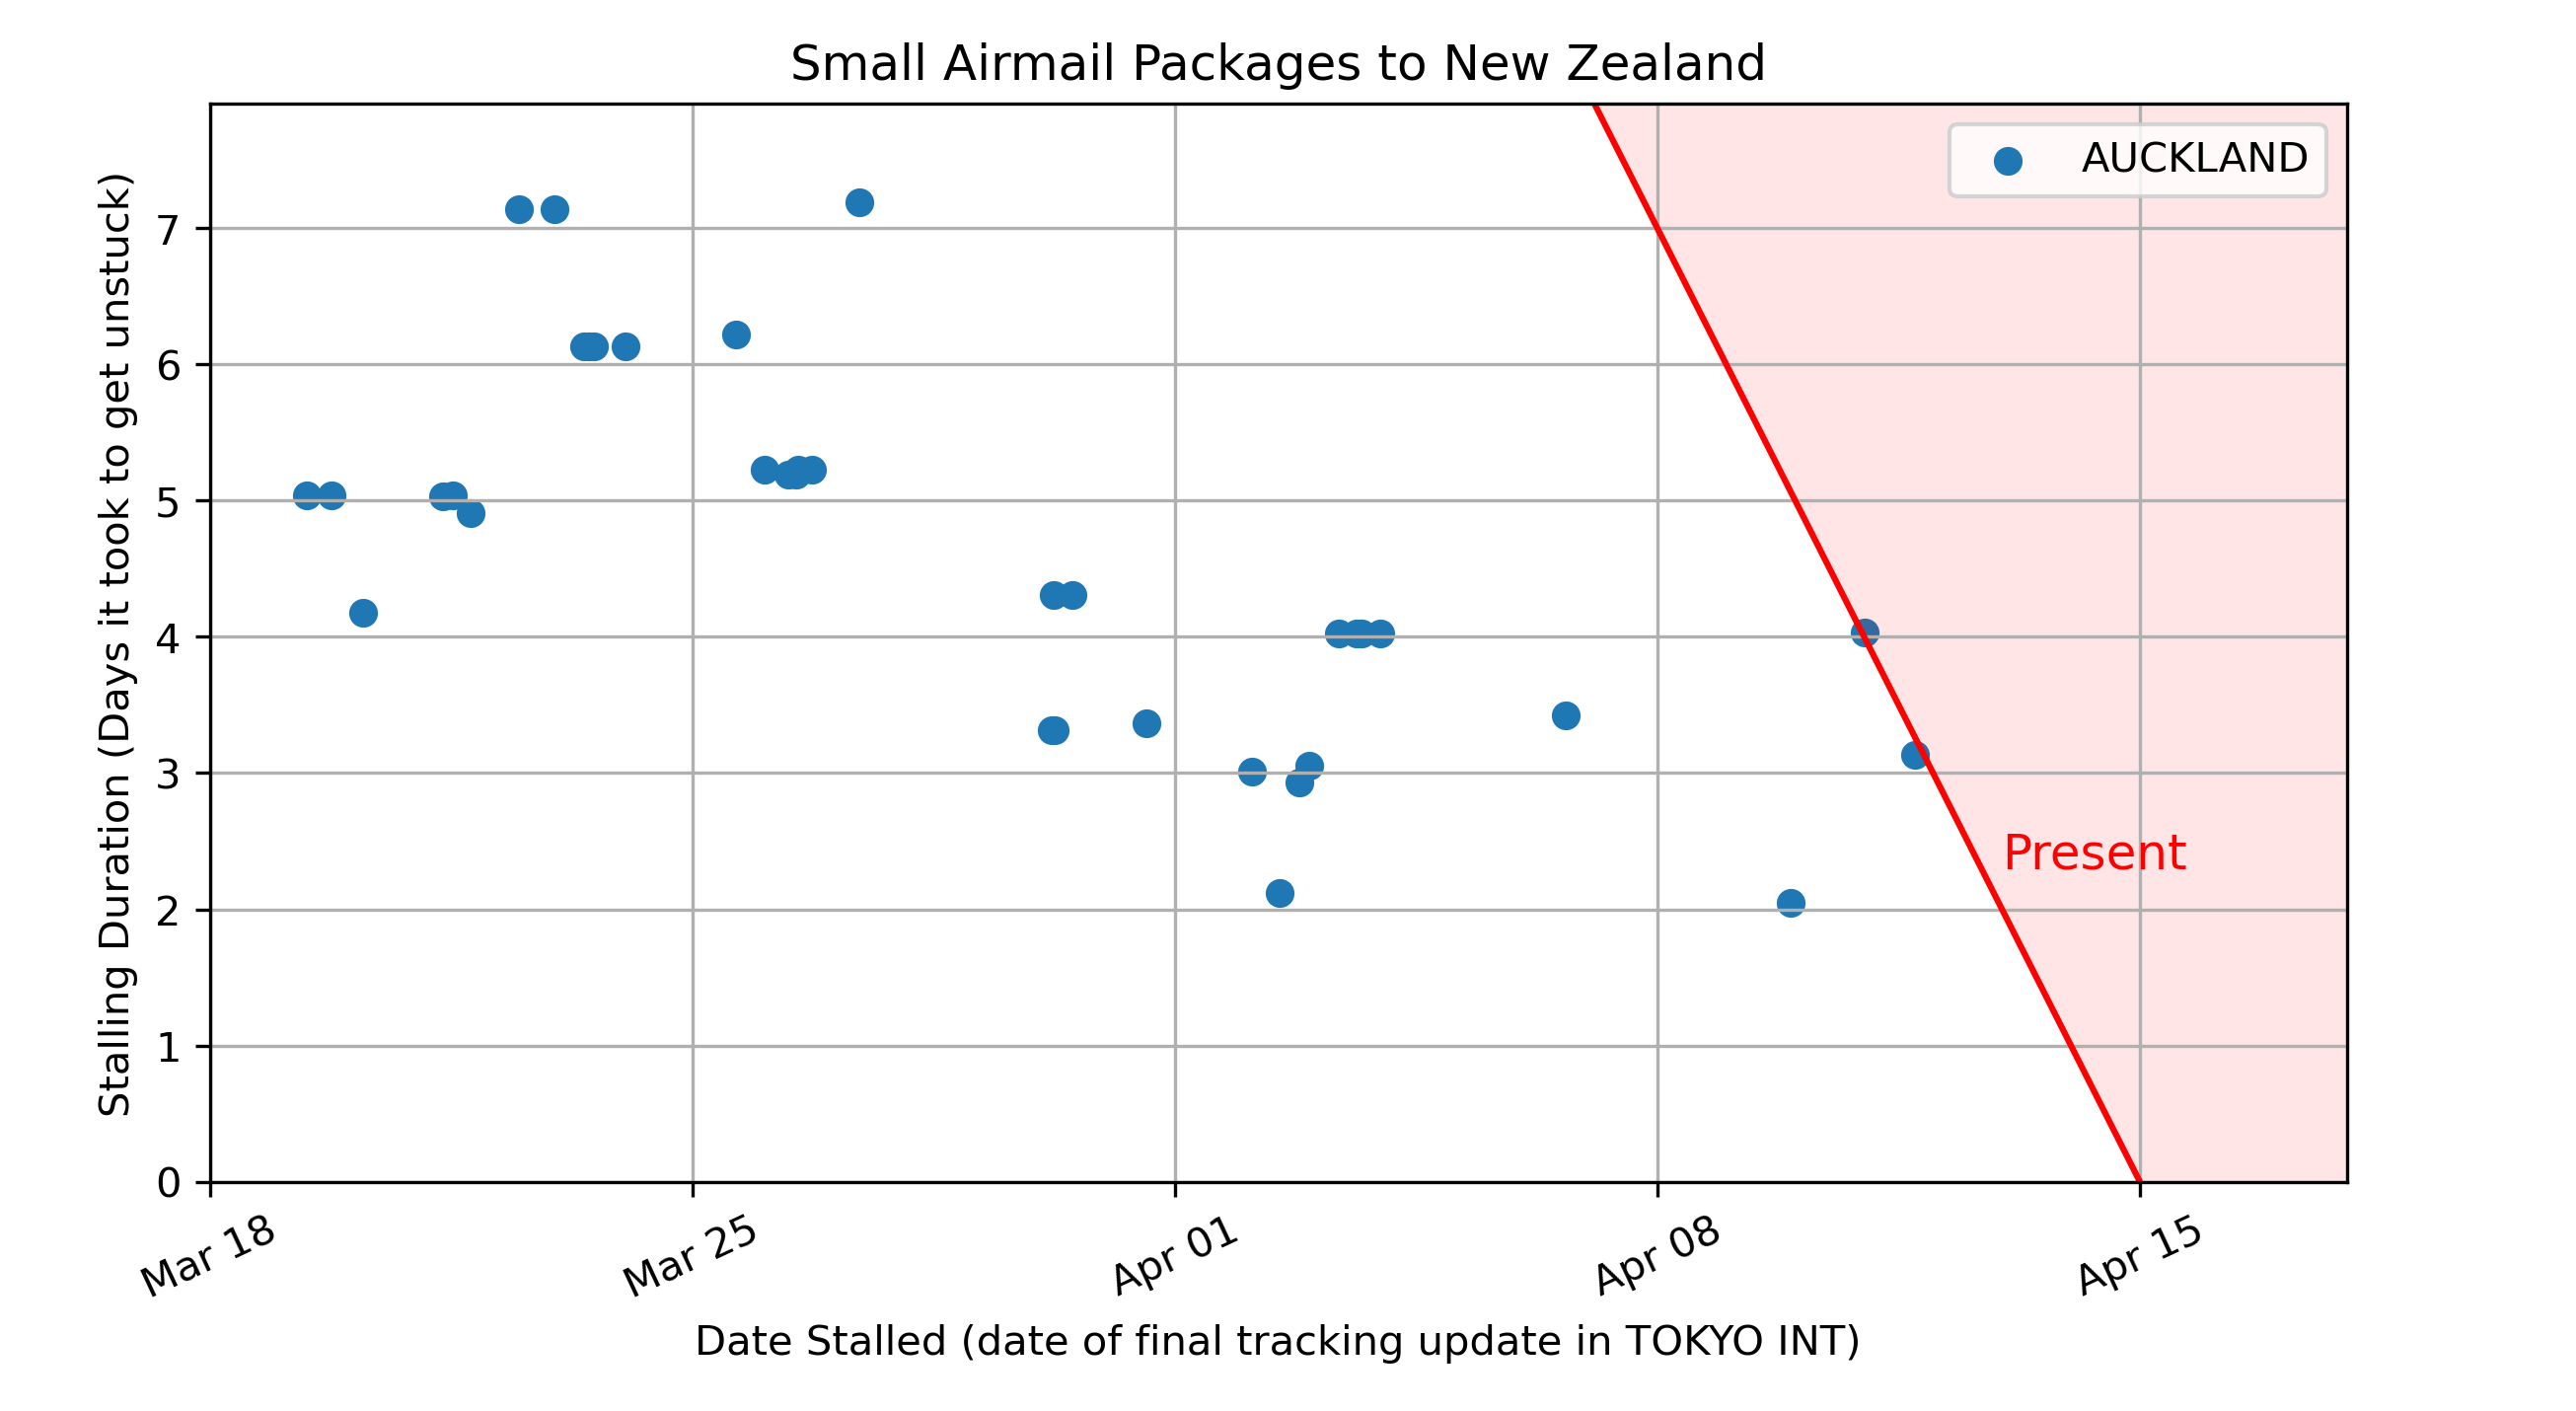 Small Airmail Packages to New Zealand
AUCKLAND
Stalling Duration (Days it took to get unstuck)
7
6
5
4
3
2
1
0
Present
Mar 18
Mar 25
Apr 01
Apr 08
Apr 15
Date Stalled (date of final tracking update in TOKYO INT)